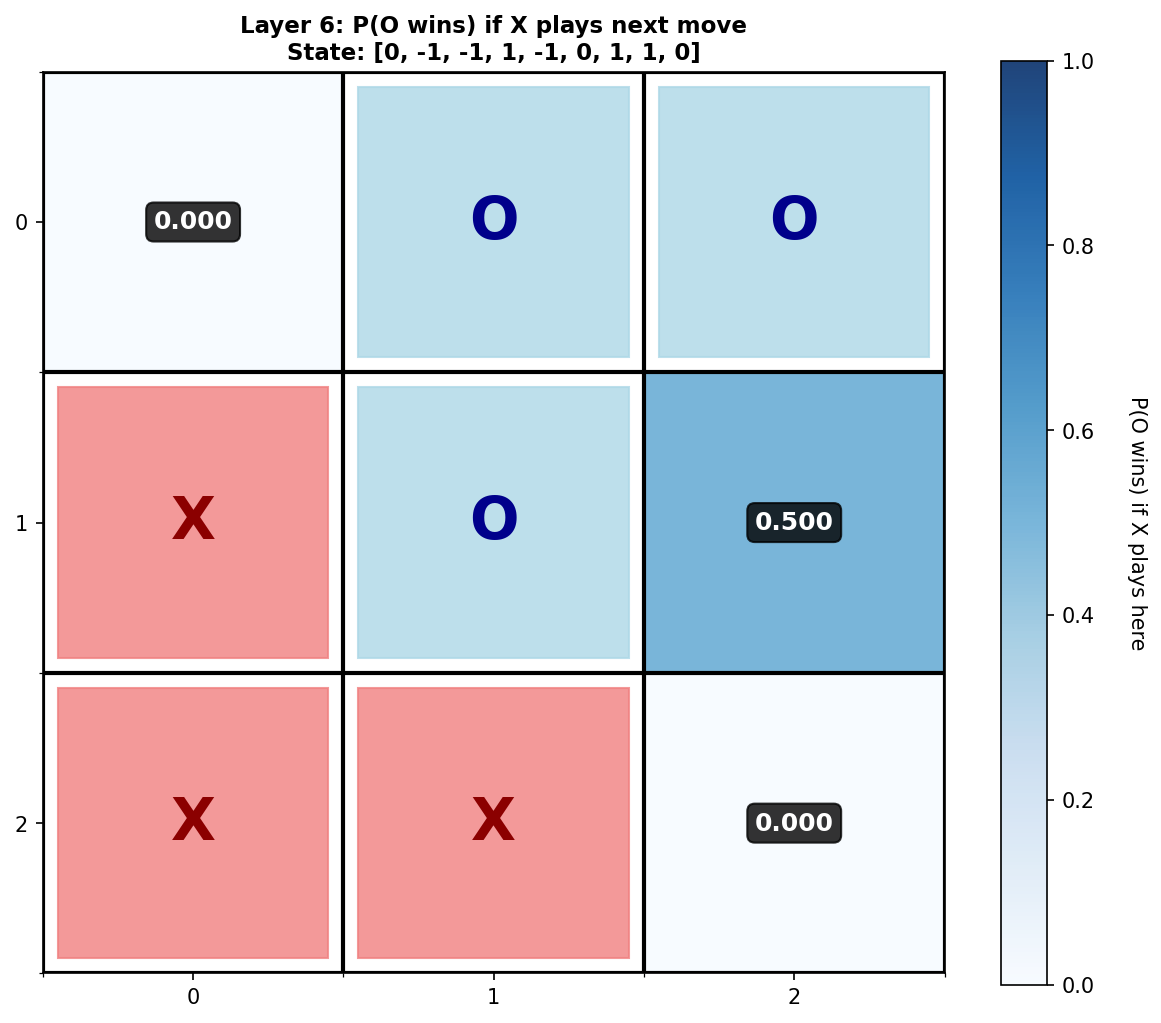 Layer 6: P(O wins) if X plays next move
State: [0, -1, -1, 1, -1, 0, 1, 1, 0]
0
0.000
O
O
1
X
O
0.500
2
X
X
0.000
0
1
2
1.0
0.8
0.6
0.4
0.2
0.0
P(O wins) if X plays here